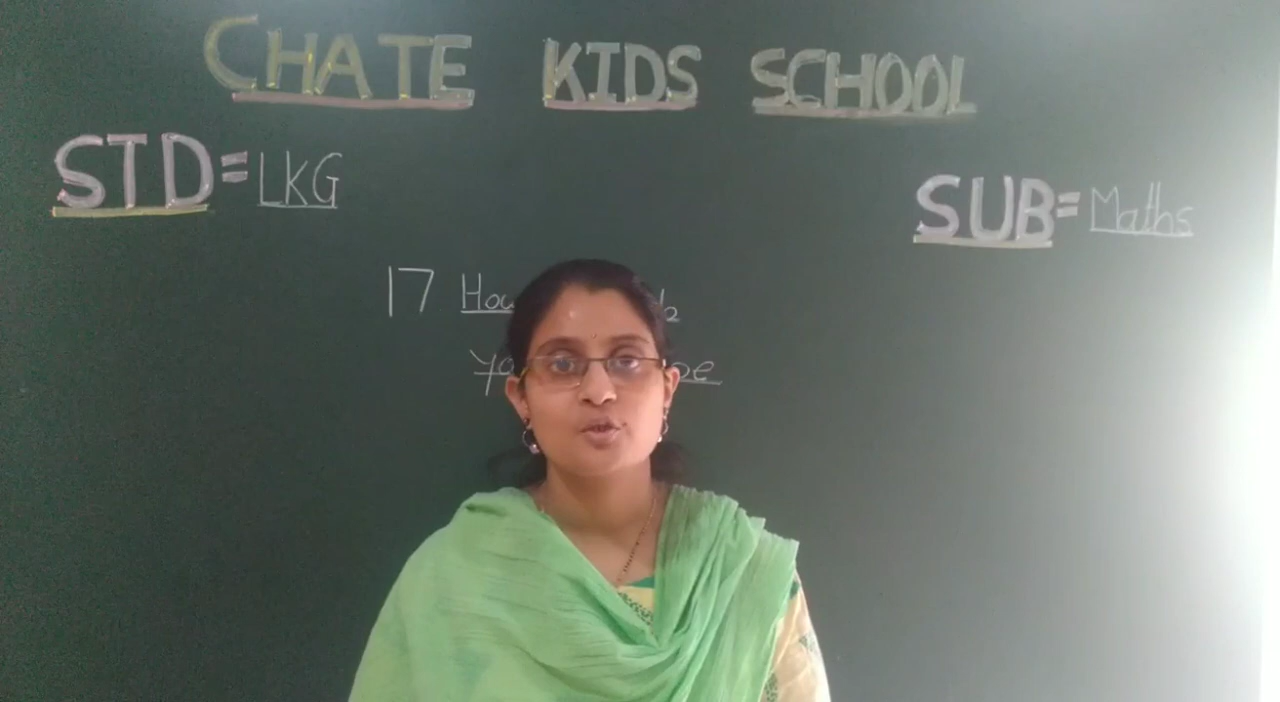 CHATE KIDS SCHOOL
STD = LKG
SUB = Maths
17